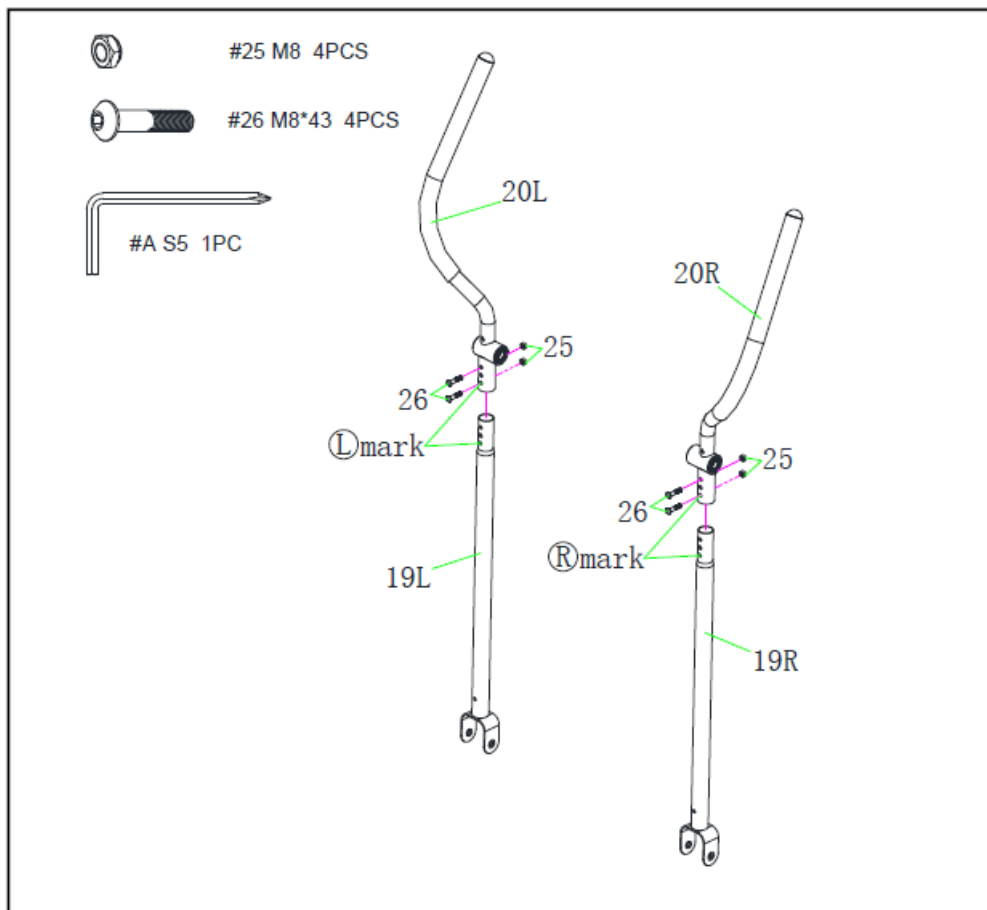 #25 M8 4PCS
#26 M8*43 4PCS
#A S5 1PC
20L
20R
25
26
Ⓛmark
25
26
Ⓡmark
19L
19R